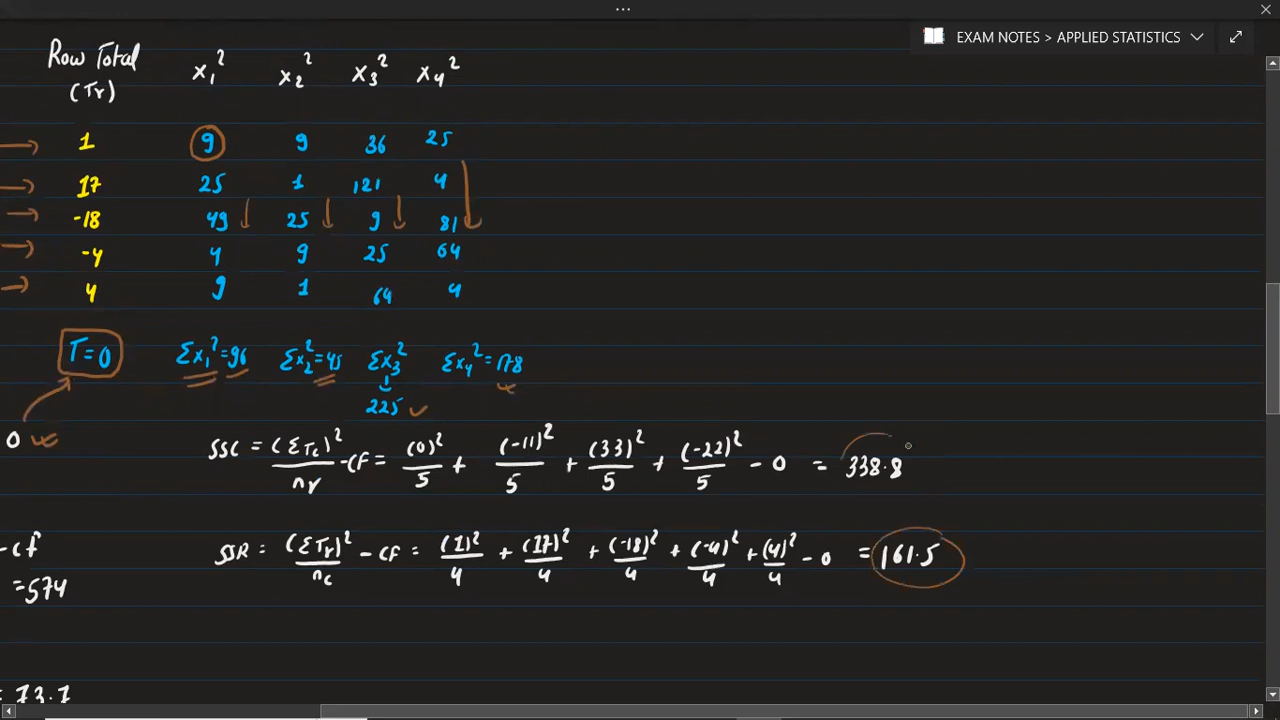 EXAM NOTES > APPLIED STATISTICS
Row Total x₁² x₂² x₃² x₄²
(Tr)
1 9 9 36 25
17 25 1 121 4
-18 49 25 9 81
-4 4 9 25 64
4 9 1 64 4
T=0 Σx₁²=96 Σx₂²=45 Σx₃² Σx₄²=178
225
0
SSC = (ΣTc)²/nr - CF = (0)²/5 + (-11)²/5 + (33)²/5 + (-22)²/5 - 0 = 338.8
SSR = (ΣTr)²/nc - CF = (1)²/4 + (17)²/4 + (-18)²/4 + (-4)²/4 + (4)²/4 - 0 = 161.5
-cf
=574
= 73.1